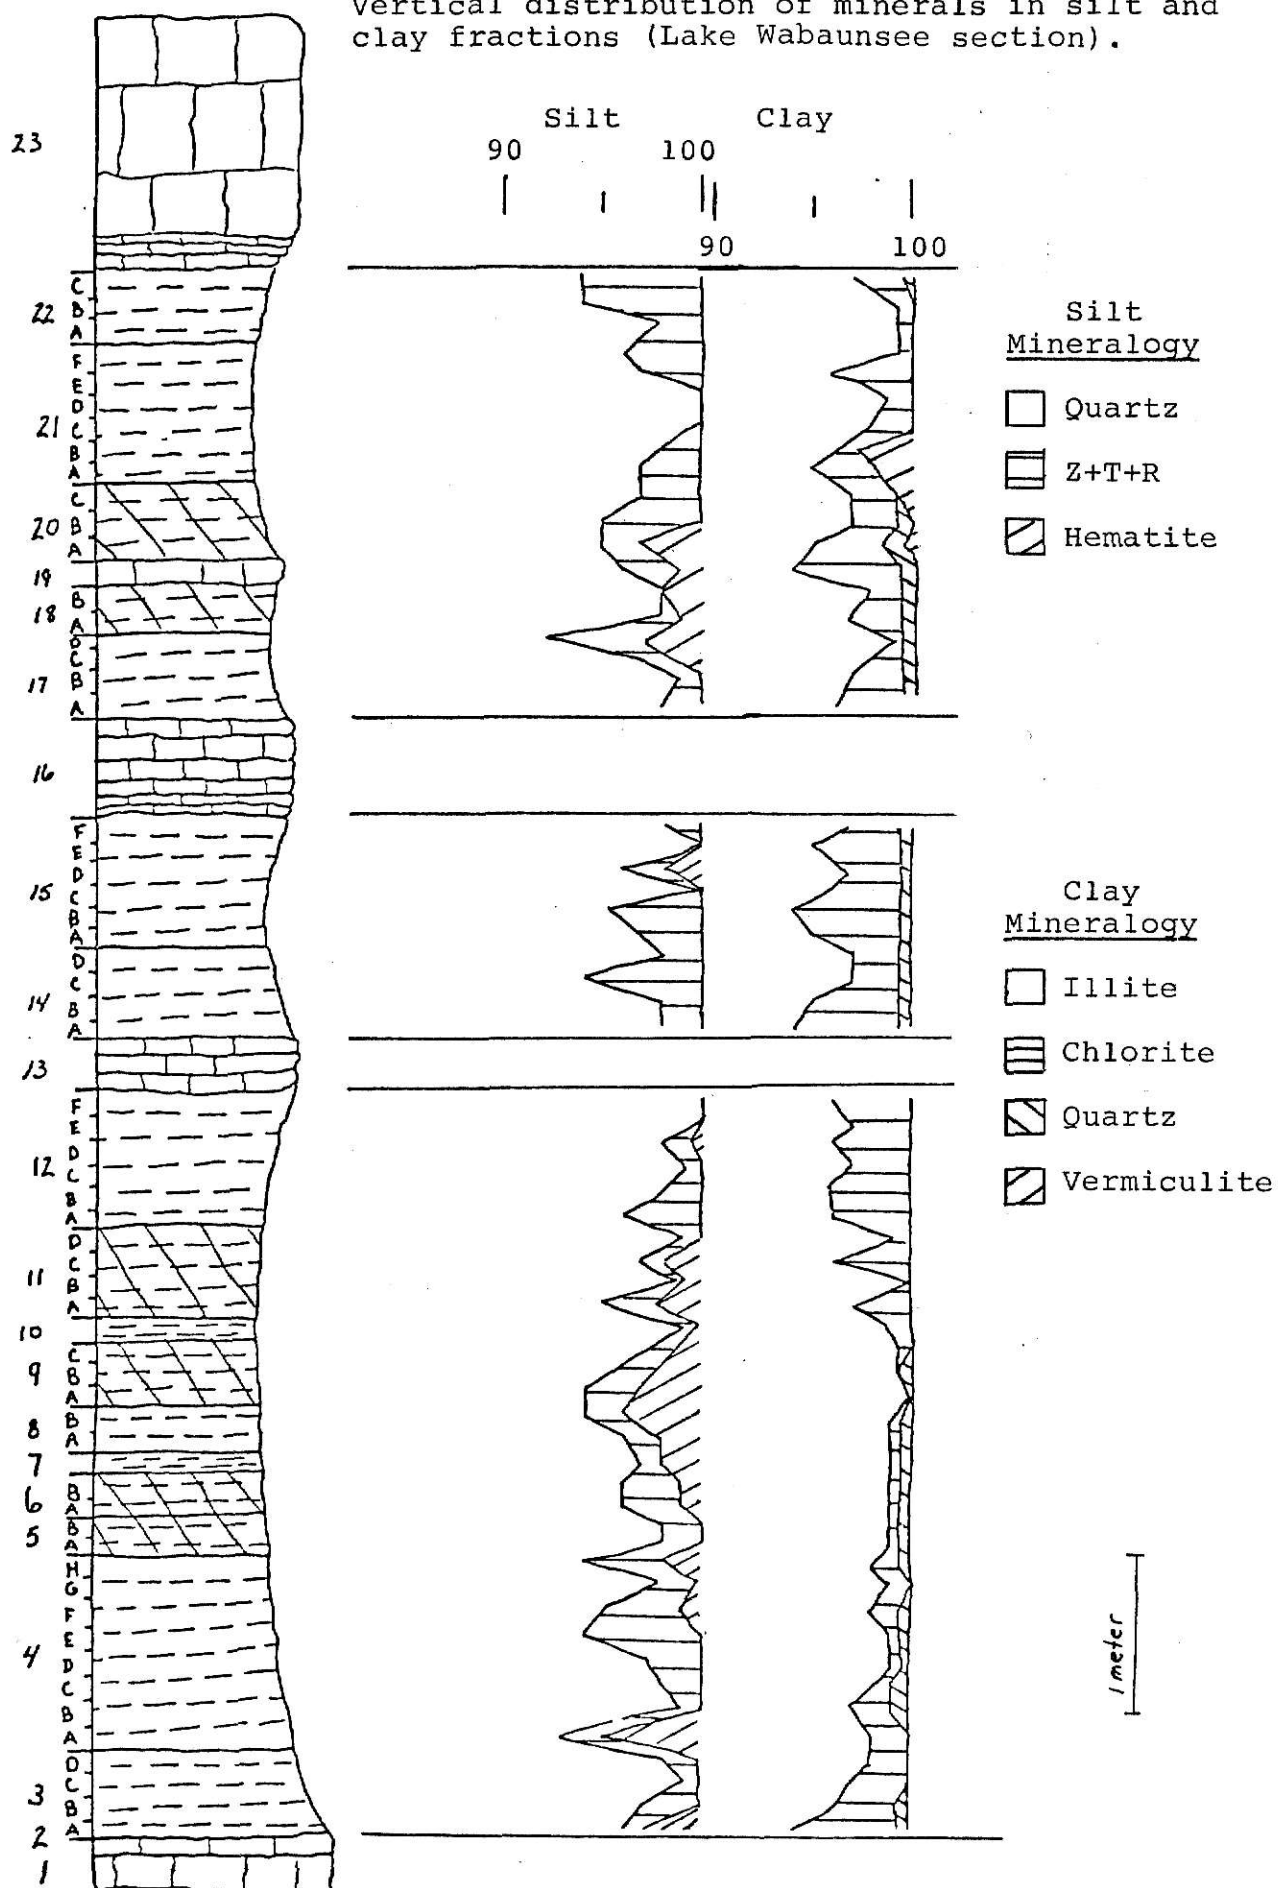 Vertical distribution of minerals in silt and
clay fractions (Lake Wabaunsee section).
Silt Clay
90 100
90 100
23
22
C
B
A
21
F
E
D
C
B
A
20
C
B
A
19
18
B
A
17
D
C
B
A
16
15
F
E
D
C
B
A
14
D
C
B
A
13
12
F
E
D
C
B
A
11
D
C
B
A
10
9
C
B
A
8
B
A
7
6
B
A
5
B
A
4
H
G
F
E
D
C
B
A
3
D
C
B
A
2
1
Silt
Mineralogy
Quartz
Z+T+R
Hematite
Clay
Mineralogy
Illite
Chlorite
Quartz
Vermiculite
1 meter